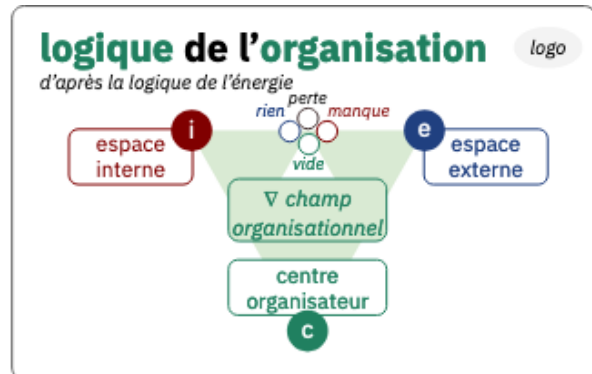 logique de l'organisation
logo
d'après la logique de l'énergie
perte
rien
manque
i
e
espace
interne
vide
espace
externe
∇ champ
organisationnel
centre
organisateur
c